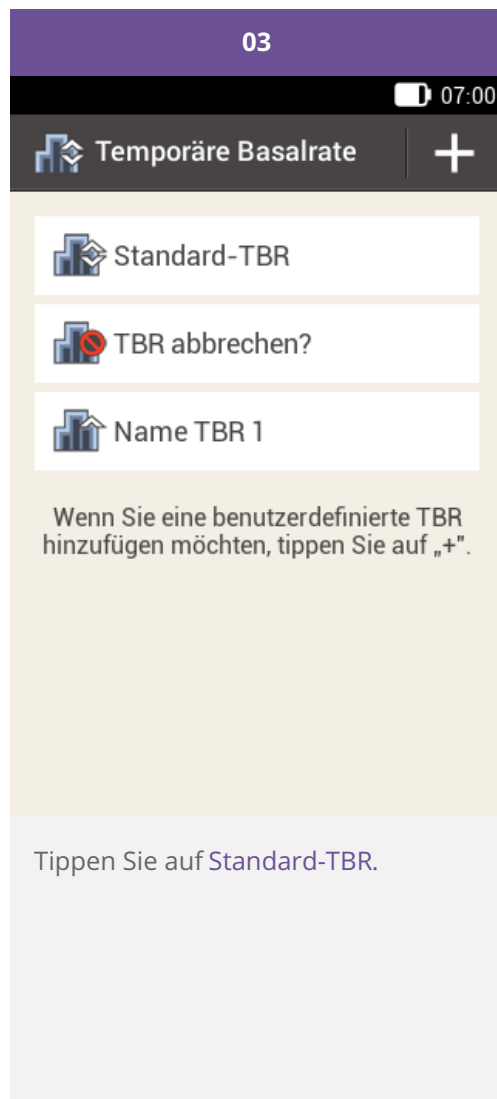 03
07:00
Temporäre Basalrate
Standard-TBR
TBR abbrechen?
Name TBR 1
Wenn Sie eine benutzerdefinierte TBR
hinzufügen möchten, tippen Sie auf „+".
Tippen Sie auf Standard-TBR.